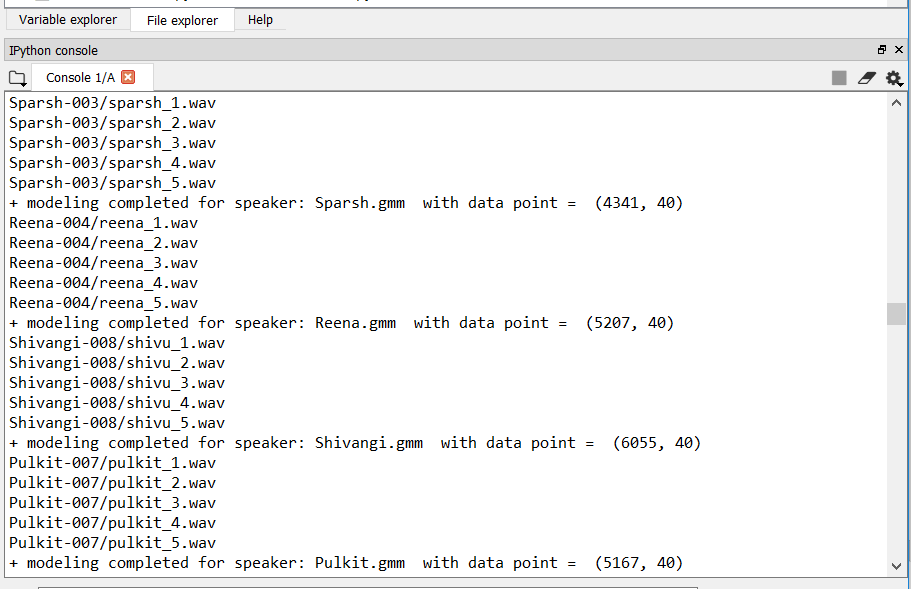 Variable explorer File explorer Help
IPython console
Console 1/A
Sparsh-003/sparsh_1.wav
Sparsh-003/sparsh_2.wav
Sparsh-003/sparsh_3.wav
Sparsh-003/sparsh_4.wav
Sparsh-003/sparsh_5.wav
+ modeling completed for speaker: Sparsh.gmm  with data point =  (4341, 40)
Reena-004/reena_1.wav
Reena-004/reena_2.wav
Reena-004/reena_3.wav
Reena-004/reena_4.wav
Reena-004/reena_5.wav
+ modeling completed for speaker: Reena.gmm  with data point =  (5207, 40)
Shivangi-008/shivu_1.wav
Shivangi-008/shivu_2.wav
Shivangi-008/shivu_3.wav
Shivangi-008/shivu_4.wav
Shivangi-008/shivu_5.wav
+ modeling completed for speaker: Shivangi.gmm  with data point =  (6055, 40)
Pulkit-007/pulkit_1.wav
Pulkit-007/pulkit_2.wav
Pulkit-007/pulkit_3.wav
Pulkit-007/pulkit_4.wav
Pulkit-007/pulkit_5.wav
+ modeling completed for speaker: Pulkit.gmm  with data point =  (5167, 40)